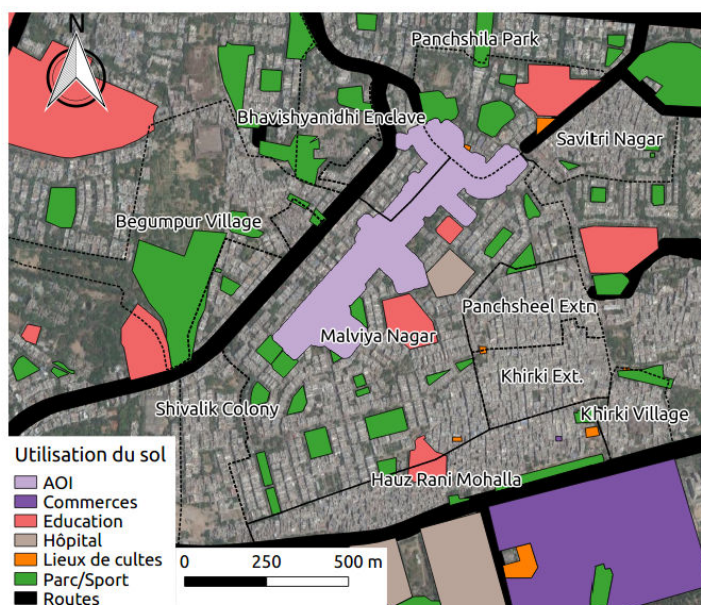 Panchshila Park
Bhavishyanidhi Enclave
Savitri Nagar
Begumpur Village
Panchsheel Extn
Malviya Nagar
Khirki Ext.
Shivalik Colony
Khirki Village
Hauz Rani Mohalla
Utilisation du sol
AOI
Commerces
Education
Hôpital
Lieux de cultes
Parc/Sport
Routes
0 250 500 m